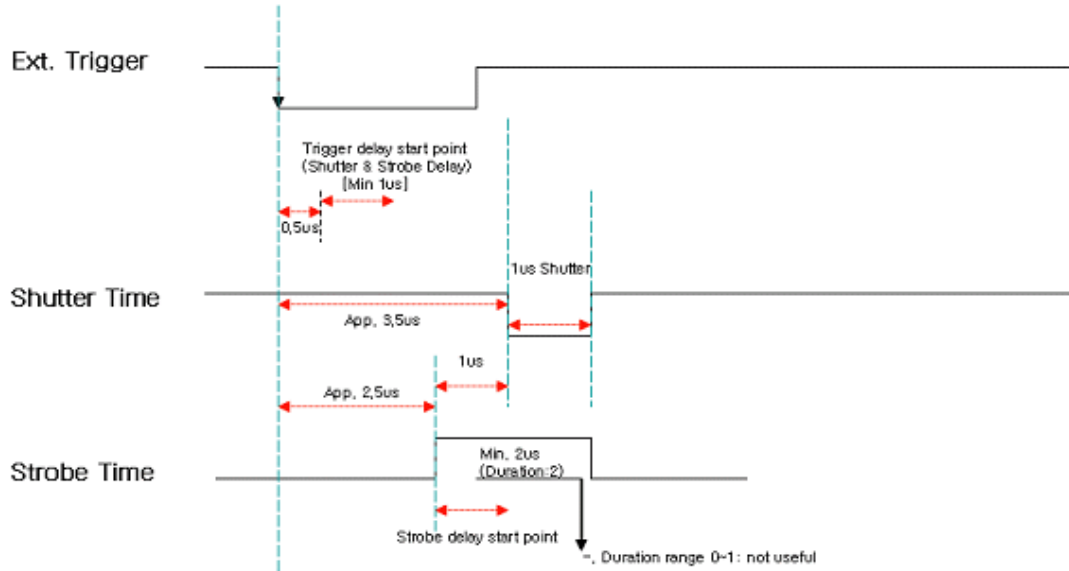 Ext. Trigger
Trigger delay start point
(Shutter & Strobe Delay)
[Min 1us]
0,5us
1us Shutter
Shutter Time
App, 3,5us
1us
App, 2,5us
Strobe Time
Min, 2us
(Duration:2)
Strobe delay start point
-, Duration range 0~1: not useful